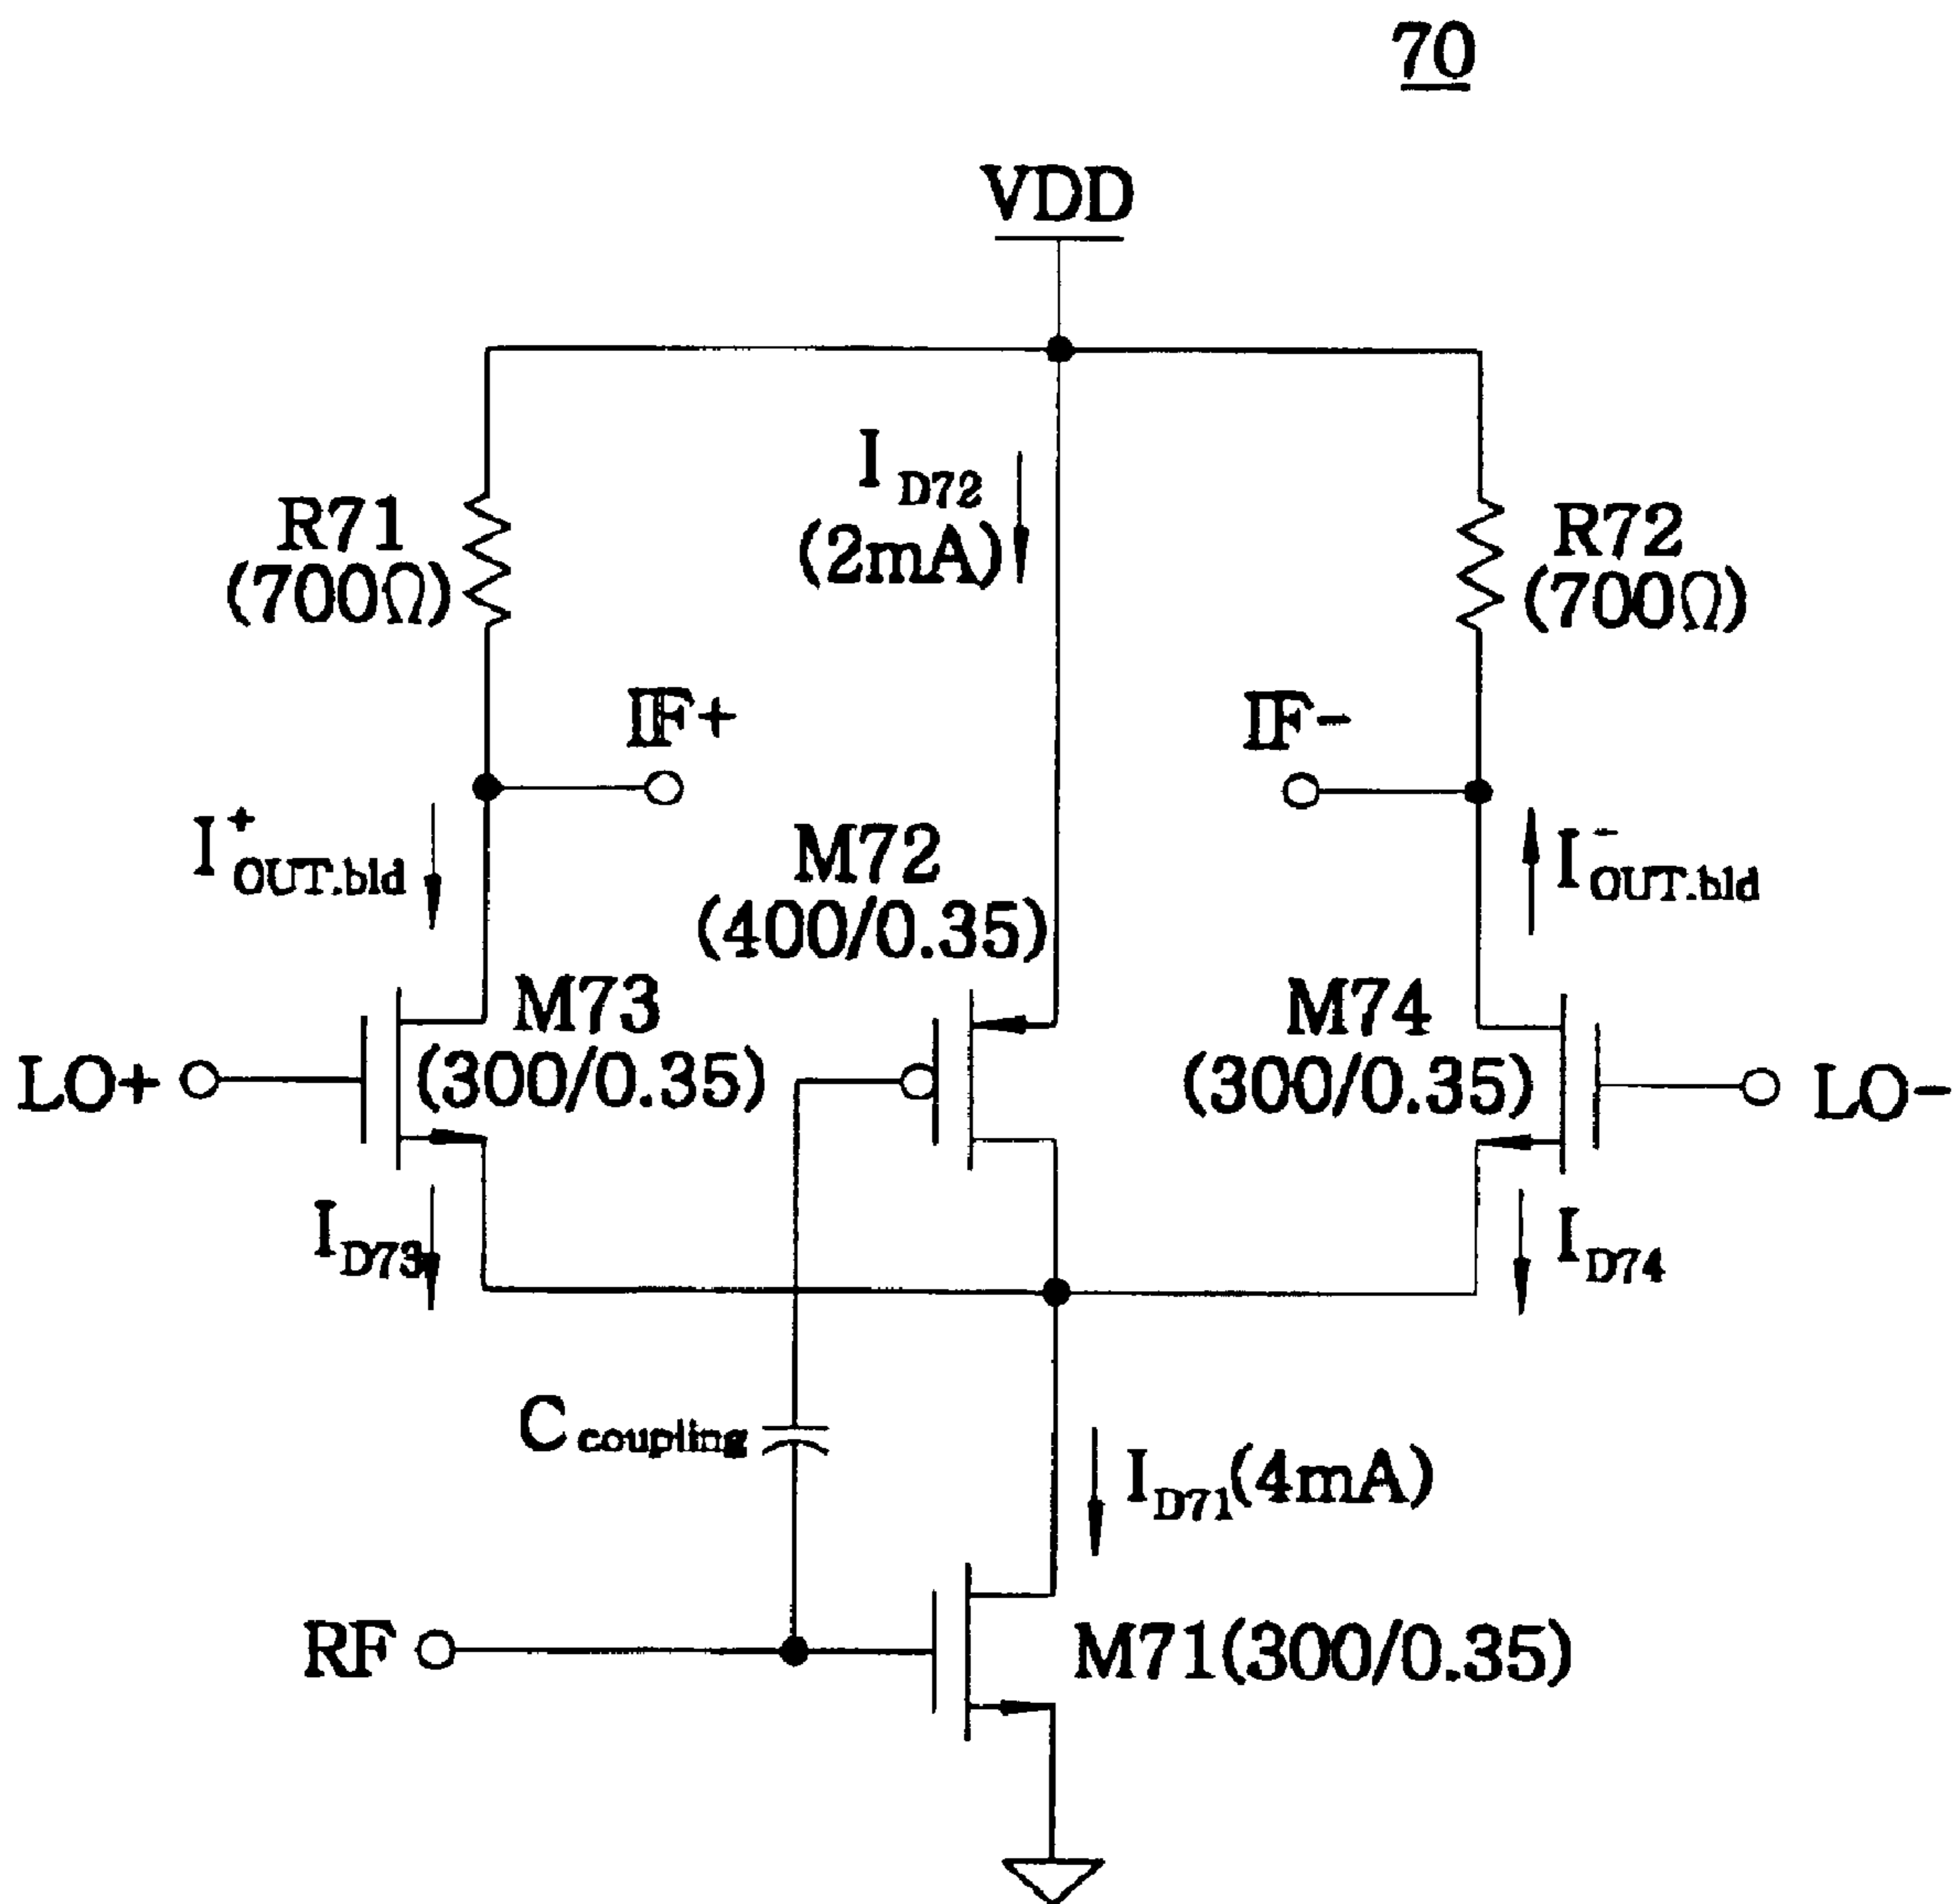 70
VDD
I D72
(2mA)
R71
(700Ω)
R72
(700Ω)
IF+
IF-
I+ OUT.bld
M72
(400/0.35)
I- OUT.bld
M73
(300/0.35)
M74
(300/0.35)
LO+
LO-
I D73
I D74
C coupling
I D71(4mA)
RF
M71(300/0.35)